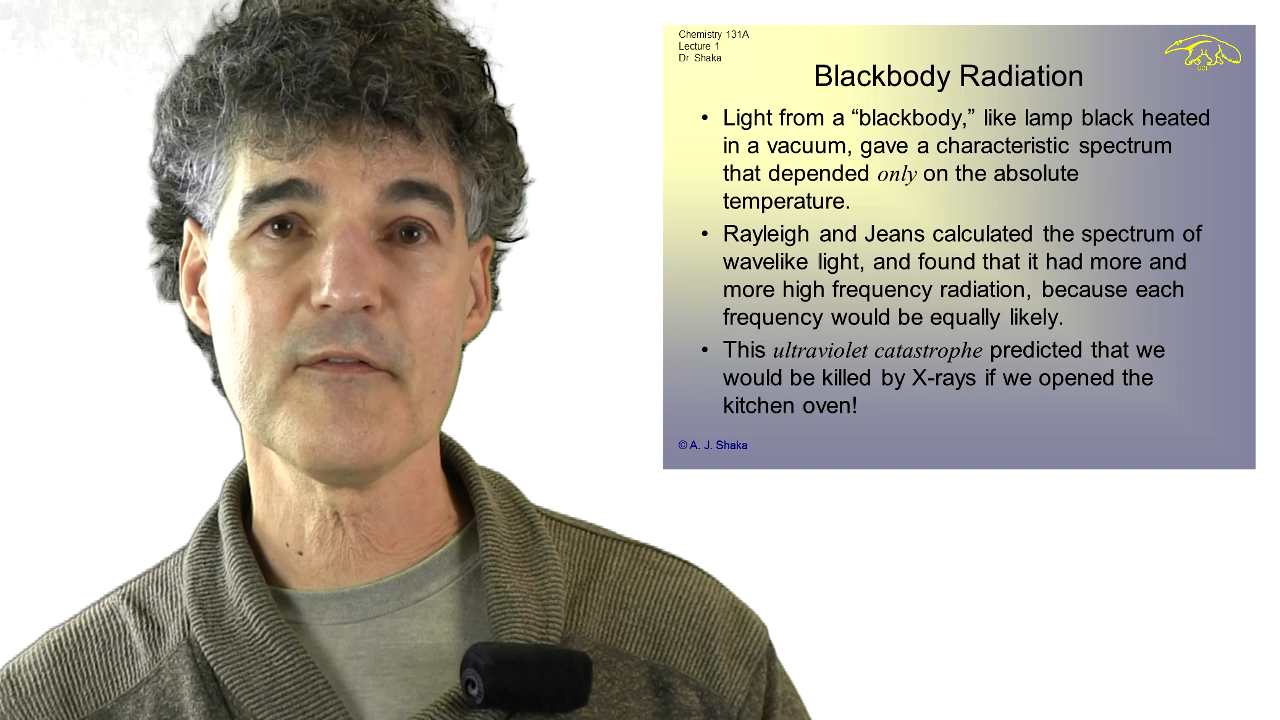 Chemistry 131A
Lecture 1
Dr. Shaka
Blackbody Radiation
• Light from a “blackbody,” like lamp black heated
in a vacuum, gave a characteristic spectrum
that depended only on the absolute
temperature.
• Rayleigh and Jeans calculated the spectrum of
wavelike light, and found that it had more and
more high frequency radiation, because each
frequency would be equally likely.
• This ultraviolet catastrophe predicted that we
would be killed by X-rays if we opened the
kitchen oven!
© A. J. Shaka